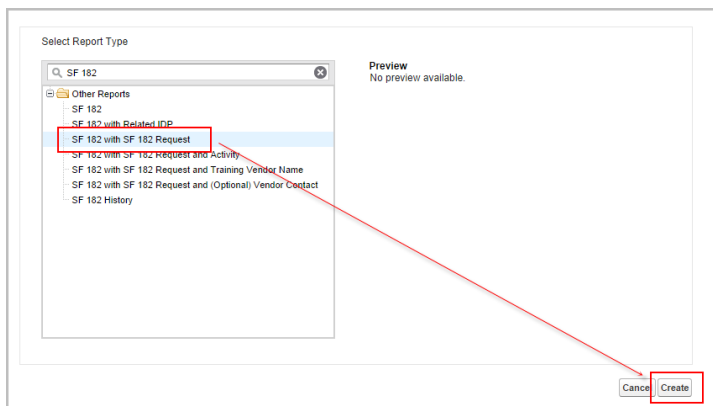 Select Report Type
SF 182
Preview
No preview available.
Other Reports
SF 182
SF 182 with Related IDP
SF 182 with SF 182 Request
SF 182 with SF 182 Request and Activity
SF 182 with SF 182 Request and Training Vendor Name
SF 182 with SF 182 Request and (Optional) Vendor Contact
SF 182 History
Cancel Create